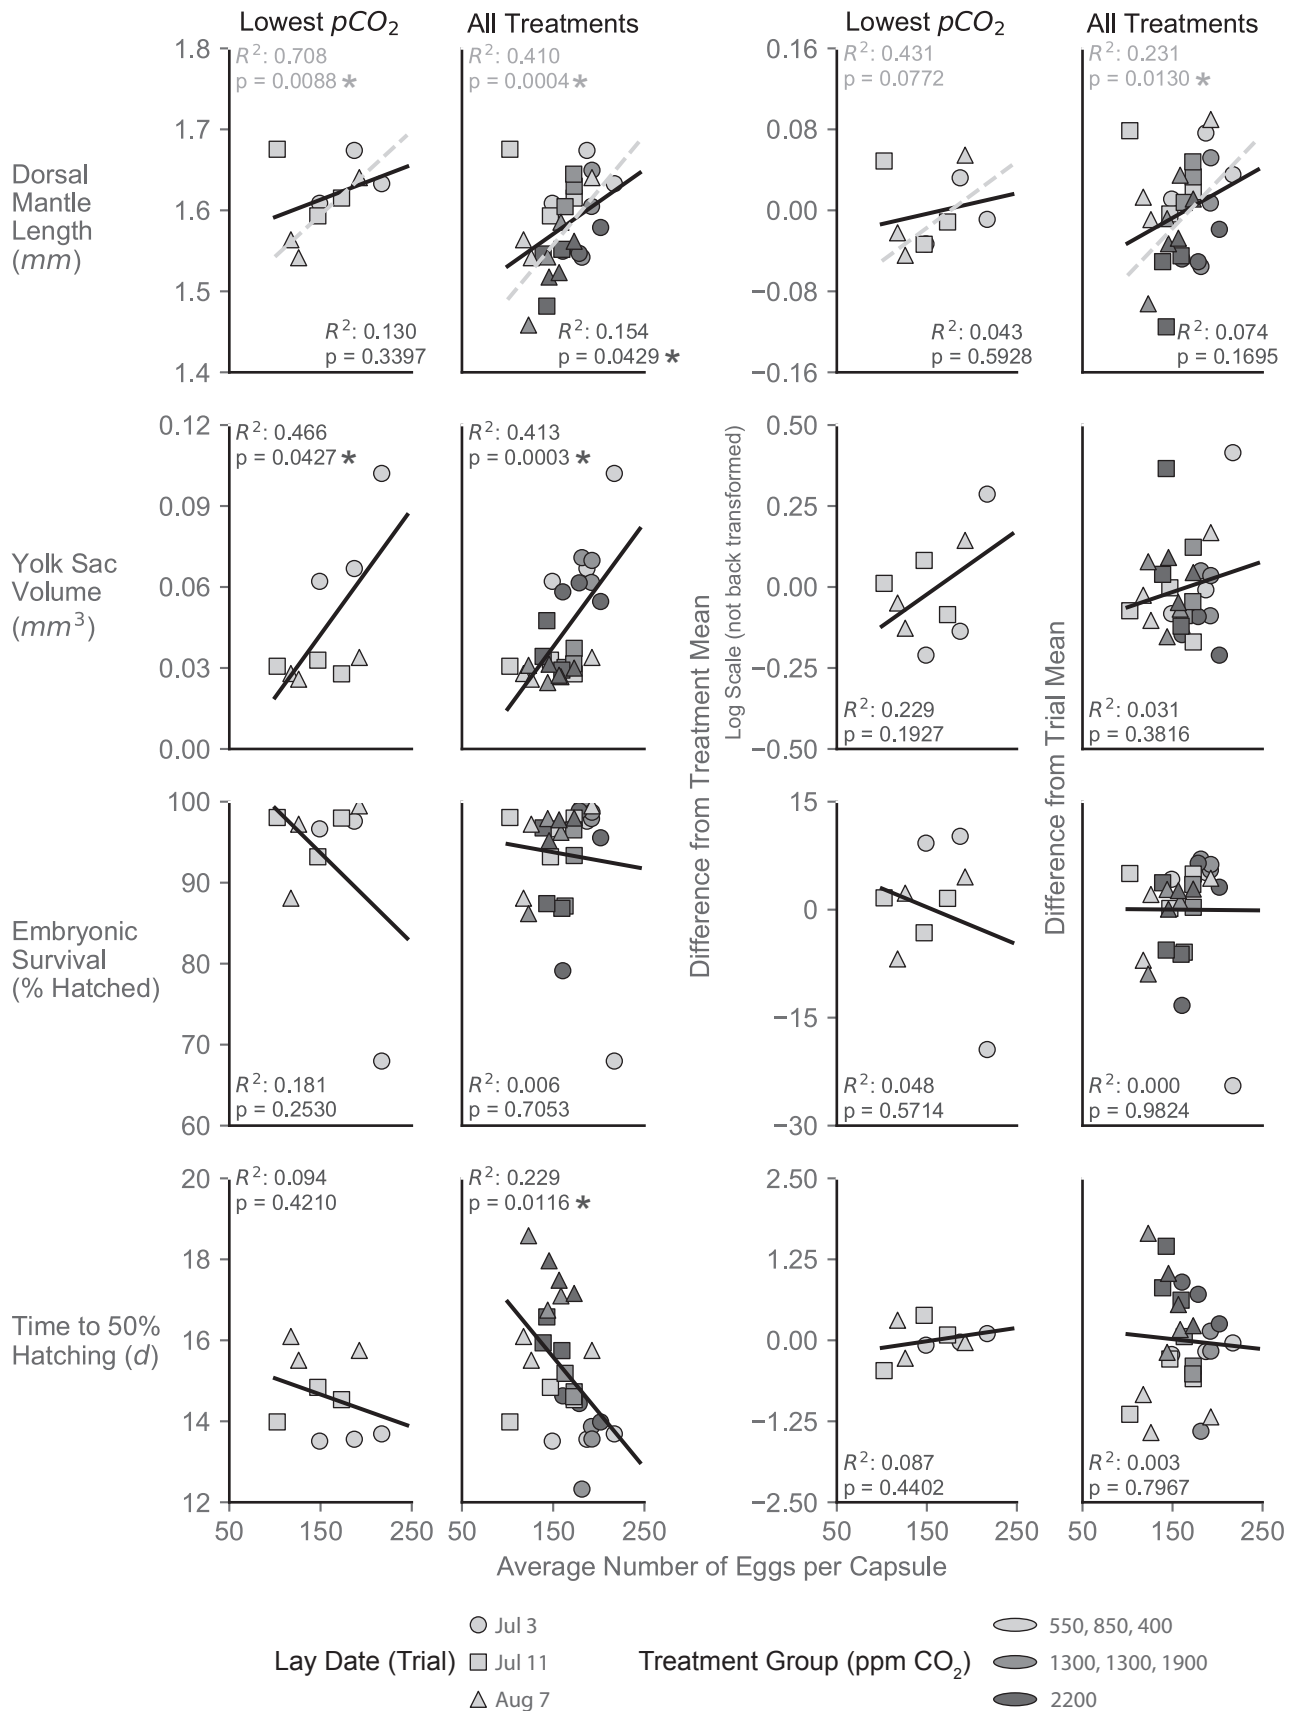 Lowest pCO2
All Treatments
Lowest pCO2
All Treatments
Dorsal
Mantle
Length
(mm)
1.8
1.7
1.6
1.5
1.4
R2: 0.708
p = 0.0088 *
R2: 0.130
p = 0.3397
R2: 0.410
p = 0.0004 *
R2: 0.154
p = 0.0429 *
0.16
0.08
0.00
−0.08
−0.16
R2: 0.431
p = 0.0772
R2: 0.043
p = 0.5928
R2: 0.231
p = 0.0130 *
R2: 0.074
p = 0.1695
Yolk Sac
Volume
(mm3)
0.12
0.09
0.06
0.03
0.00
R2: 0.466
p = 0.0427 *
R2: 0.413
p = 0.0003 *
Difference from Treatment Mean
Log Scale (not back transformed)
0.50
0.25
0.00
−0.25
−0.50
R2: 0.229
p = 0.1927
Difference from Trial Mean
R2: 0.031
p = 0.3816
Embryonic
Survival
(% Hatched)
100
90
80
70
60
R2: 0.181
p = 0.2530
R2: 0.006
p = 0.7053
15
0
−15
−30
R2: 0.048
p = 0.5714
R2: 0.000
p = 0.9824
Time to 50%
Hatching (d)
20
18
16
14
12
R2: 0.094
p = 0.4210
R2: 0.229
p = 0.0116 *
2.50
1.25
0.00
−1.25
−2.50
R2: 0.087
p = 0.4402
R2: 0.003
p = 0.7967
50 150 250
50 150 250
50 150 250
50 150 250
Average Number of Eggs per Capsule
Lay Date (Trial)
Jul 3
Jul 11
Aug 7
Treatment Group (ppm CO2)
550, 850, 400
1300, 1300, 1900
2200